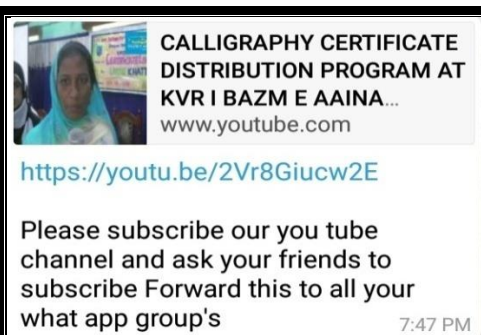 CALLIGRAPHY CERTIFICATE
DISTRIBUTION PROGRAM AT
KVR I BAZM E AAINA...
www.youtube.com
https://youtu.be/2Vr8Giucw2E
Please subscribe our you tube
channel and ask your friends to
subscribe Forward this to all your
what app group's
7:47 PM